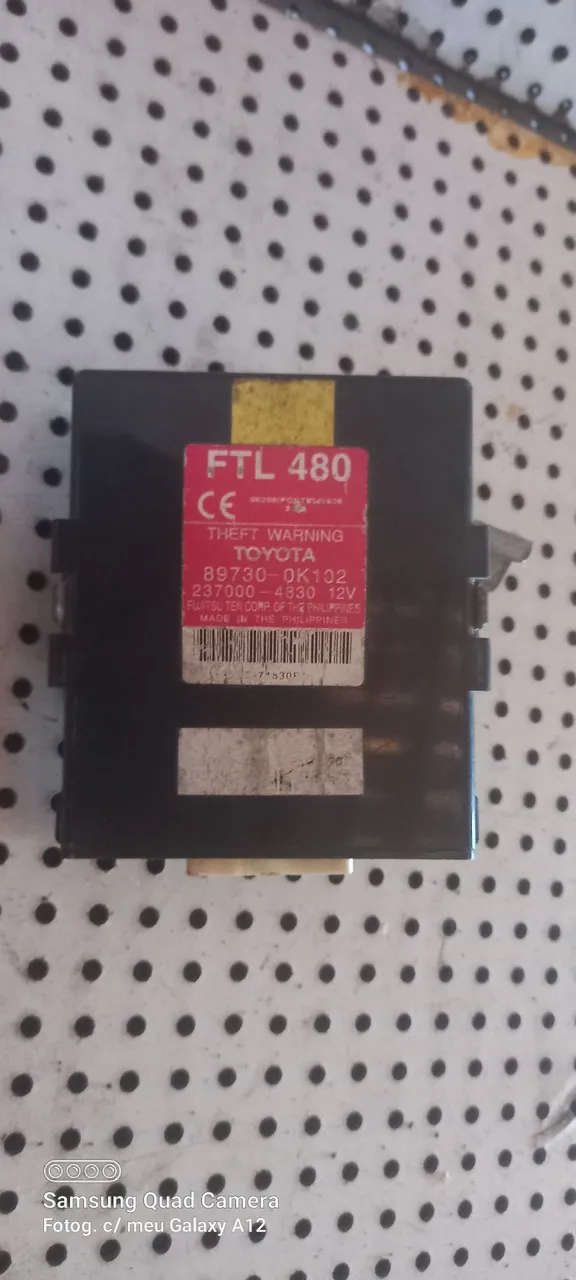 FTL 480
CE
THEFT WARNING
TOYOTA
89730-0K102
237000-4830 12V
FUJITSU TEN CORP. OF THE PHILIPPINES
MADE IN THE PHILIPPINES
Samsung Quad Camera
Fotog. c/ meu Galaxy A12